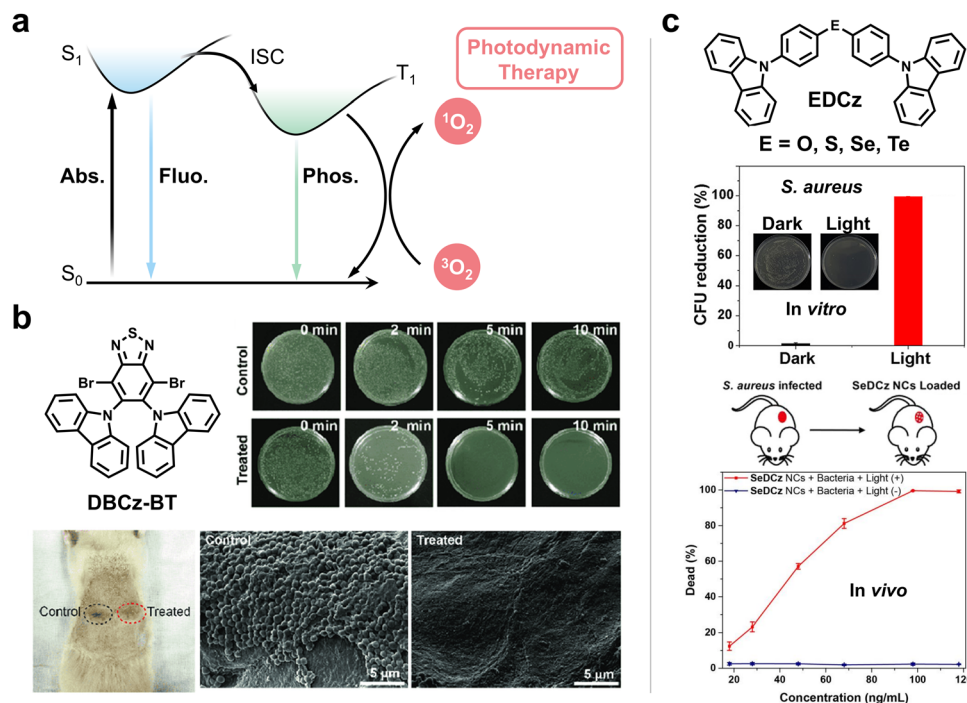 a
S1
ISC
T1
Photodynamic
Therapy
1O2
Abs.
Fluo.
Phos.
3O2
S0
b
S
N
N
Br
Br
N
N
DBCz-BT
Control
0 min
2 min
5 min
10 min
Treated
0 min
2 min
5 min
10 min
Control
Treated
Control
5 μm
Treated
5 μm
c
E
N
N
EDCz
E = O, S, Se, Te
CFU reduction (%)
100
80
60
40
20
0
S. aureus
Dark
Light
In vitro
Dark
Light
S. aureus infected
SeDCz NCs Loaded
SeDCz NCs + Bacteria + Light (+)
SeDCz NCs + Bacteria + Light (-)
Dead (%)
100
80
60
40
20
0
In vivo
20
40
60
80
100
120
Concentration (ng/mL)